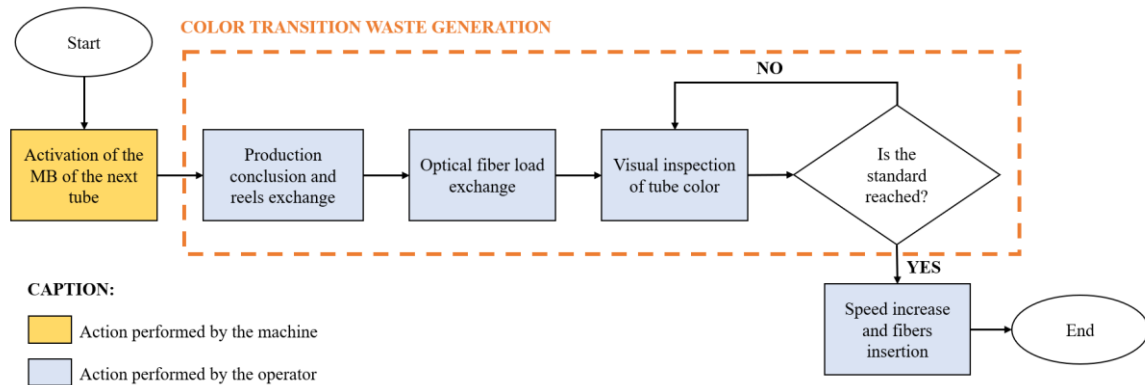 COLOR TRANSITION WASTE GENERATION
Start
NO
Activation of the
MB of the next
tube
Production
conclusion and
reels exchange
Optical fiber load
exchange
Visual inspection
of tube color
Is the
standard
reached?
YES
CAPTION:
Action performed by the machine
Action performed by the operator
Speed increase
and fibers
insertion
End